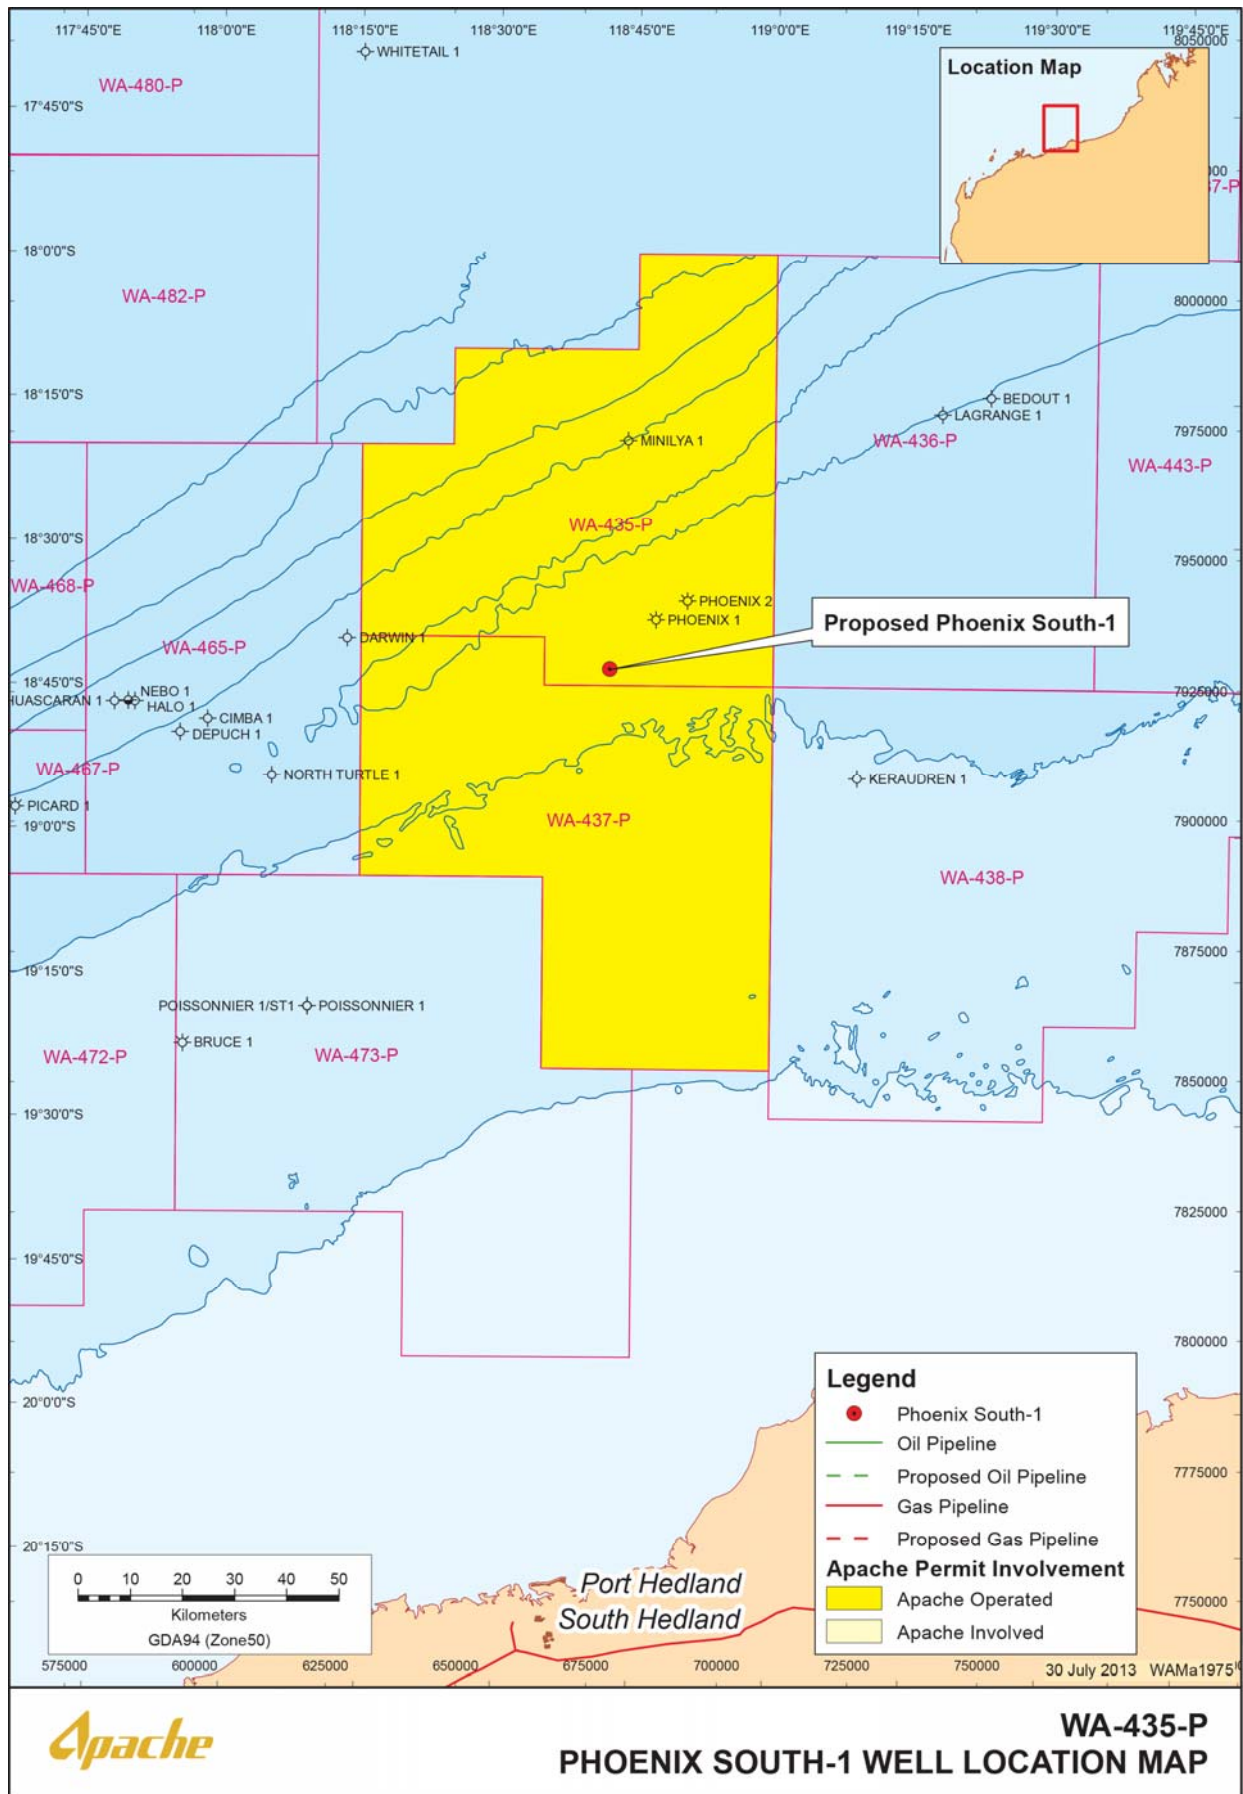 117°45'0"E 118°0'0"E 118°15'0"E 118°30'0"E 118°45'0"E 119°0'0"E 119°15'0"E 119°30'0"E 119°45'0"E
8050000
WHITETAIL 1
Location Map
WA-480-P
17°45'0"S
18°0'0"S
WA-482-P
8000000
18°15'0"S
BEDOUT 1
LAGRANGE 1
MINILYA 1
WA-436-P
7975000
WA-443-P
WA-435-P
18°30'0"S
7950000
WA-468-P
PHOENIX 2
PHOENIX 1
Proposed Phoenix South-1
DARWIN 1
WA-465-P
18°45'0"S
NEBO 1
HUASCARAN 1
HALO 1
7925000
CIMBA 1
DEPUCH 1
WA-467-P
NORTH TURTLE 1
KERAUDREN 1
PICARD 1
19°0'0"S
WA-437-P
7900000
WA-438-P
7875000
19°15'0"S
POISSONNIER 1/ST1
POISSONNIER 1
BRUCE 1
WA-472-P
WA-473-P
7850000
19°30'0"S
7825000
19°45'0"S
7800000
20°0'0"S
Legend
Phoenix South-1
Oil Pipeline
Proposed Oil Pipeline
Gas Pipeline
Proposed Gas Pipeline
Apache Permit Involvement
Apache Operated
Apache Involved
7775000
20°15'0"S
0 10 20 30 40 50
Kilometers
GDA94 (Zone50)
Port Hedland
South Hedland
7750000
575000 600000 625000 650000 675000 700000 725000 750000
30 July 2013 WAMa1975
Apache
WA-435-P
PHOENIX SOUTH-1 WELL LOCATION MAP